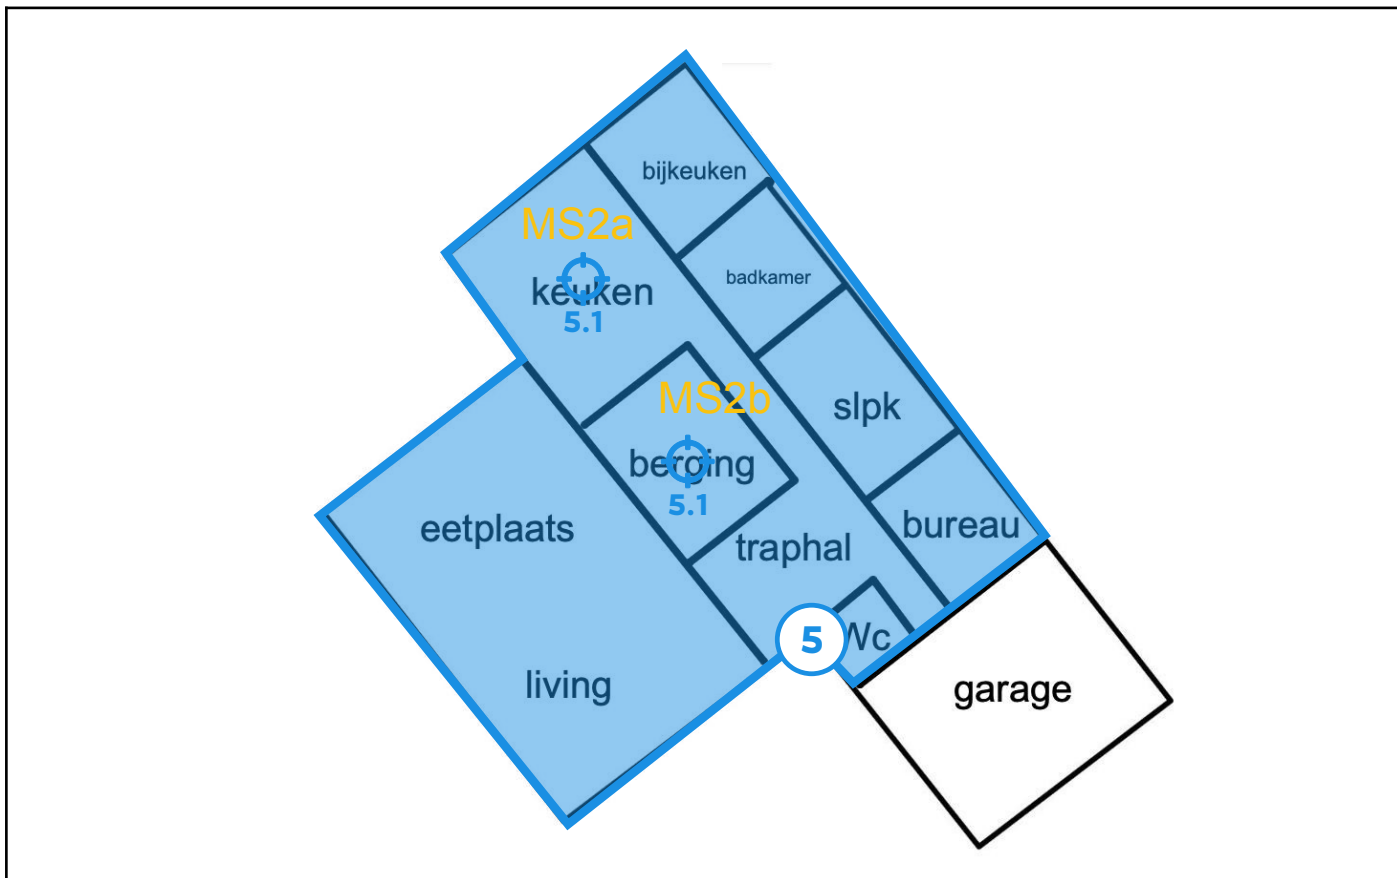 bijkeuken
MS2a
badkamer
keuken
5.1
MS2b
slpk
berging
5.1
bureau
eetplaats
traphal
5
Wc
living
garage